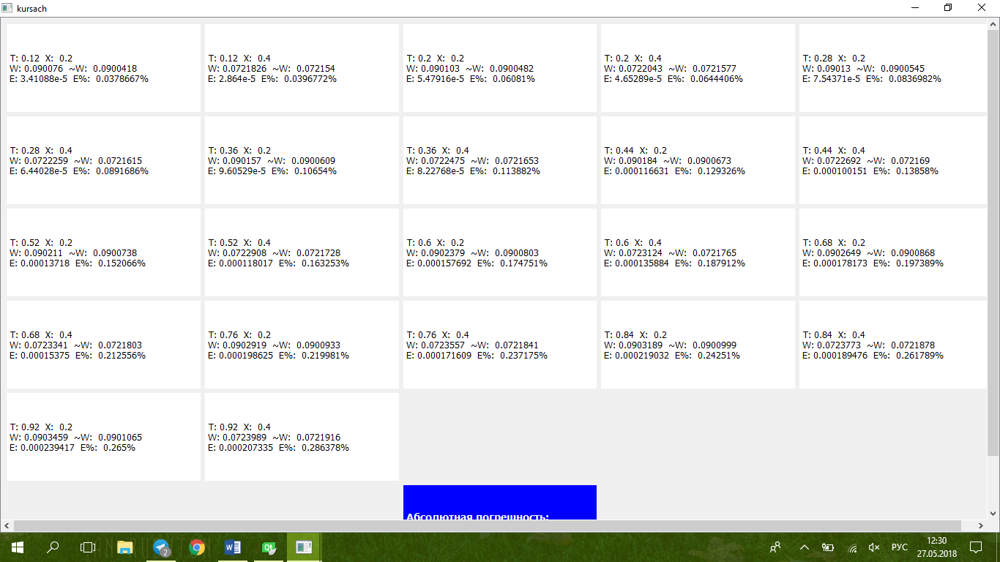 kursach
T: 0.12 X: 0.2
W: 0.090076 ~W: 0.0900418
E: 3.41088e-5 E%: 0.0378667%
T: 0.12 X: 0.4
W: 0.0721826 ~W: 0.072154
E: 2.864e-5 E%: 0.0396772%
T: 0.2 X: 0.2
W: 0.090103 ~W: 0.0900482
E: 5.47916e-5 E%: 0.06081%
T: 0.2 X: 0.4
W: 0.0722043 ~W: 0.0721577
E: 4.65289e-5 E%: 0.0644406%
T: 0.28 X: 0.2
W: 0.09013 ~W: 0.0900545
E: 7.54371e-5 E%: 0.0836982%
T: 0.28 X: 0.4
W: 0.0722259 ~W: 0.0721615
E: 6.44028e-5 E%: 0.0891686%
T: 0.36 X: 0.2
W: 0.090157 ~W: 0.0900609
E: 9.60529e-5 E%: 0.10654%
T: 0.36 X: 0.4
W: 0.0722475 ~W: 0.0721653
E: 8.22768e-5 E%: 0.113882%
T: 0.44 X: 0.2
W: 0.090184 ~W: 0.0900673
E: 0.000116631 E%: 0.129326%
T: 0.44 X: 0.4
W: 0.0722692 ~W: 0.072169
E: 0.000100151 E%: 0.13858%
T: 0.52 X: 0.2
W: 0.090211 ~W: 0.0900738
E: 0.00013718 E%: 0.152066%
T: 0.52 X: 0.4
W: 0.0722908 ~W: 0.0721728
E: 0.000118017 E%: 0.163253%
T: 0.6 X: 0.2
W: 0.0902379 ~W: 0.0900803
E: 0.000157692 E%: 0.174751%
T: 0.6 X: 0.4
W: 0.0723124 ~W: 0.0721765
E: 0.000135884 E%: 0.187912%
T: 0.68 X: 0.2
W: 0.0902649 ~W: 0.0900868
E: 0.000178173 E%: 0.197389%
T: 0.68 X: 0.4
W: 0.0723341 ~W: 0.0721803
E: 0.00015375 E%: 0.212556%
T: 0.76 X: 0.2
W: 0.0902919 ~W: 0.0900933
E: 0.000198625 E%: 0.219981%
T: 0.76 X: 0.4
W: 0.0723557 ~W: 0.0721841
E: 0.000171609 E%: 0.237175%
T: 0.84 X: 0.2
W: 0.0903189 ~W: 0.0900999
E: 0.000219032 E%: 0.24251%
T: 0.84 X: 0.4
W: 0.0723773 ~W: 0.0721878
E: 0.000189476 E%: 0.261789%
T: 0.92 X: 0.2
W: 0.0903459 ~W: 0.0901065
E: 0.000239417 E%: 0.265%
T: 0.92 X: 0.4
W: 0.0723989 ~W: 0.0721916
E: 0.000207335 E%: 0.286378%
Абсолютная погрешность:
2
W
Qt
РУС
12:30
27.05.2018